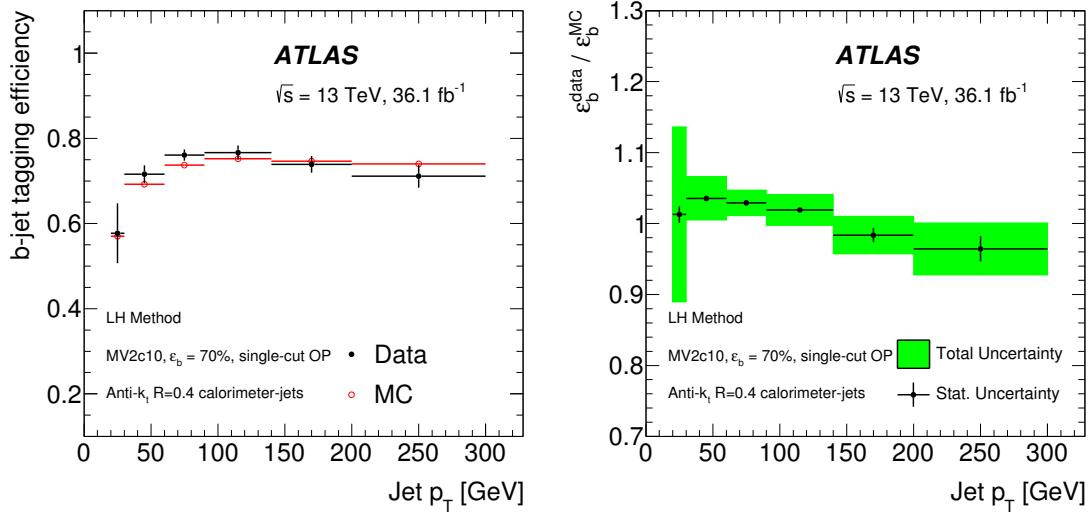 b-jet tagging efficiency
1
0.8
0.6
0.4
0.2
ATLAS
√s = 13 TeV, 36.1 fb⁻¹
LH Method
MV2c10, ε_b = 70%, single-cut OP
Anti-k_t R=0.4 calorimeter-jets
Data
MC
0 50 100 150 200 250 300
Jet p_T [GeV]
ε_b^data / ε_b^MC
1.3
1.2
1.1
1
0.9
0.8
0.7
ATLAS
√s = 13 TeV, 36.1 fb⁻¹
LH Method
MV2c10, ε_b = 70%, single-cut OP
Anti-k_t R=0.4 calorimeter-jets
Total Uncertainty
Stat. Uncertainty
0 50 100 150 200 250 300
Jet p_T [GeV]